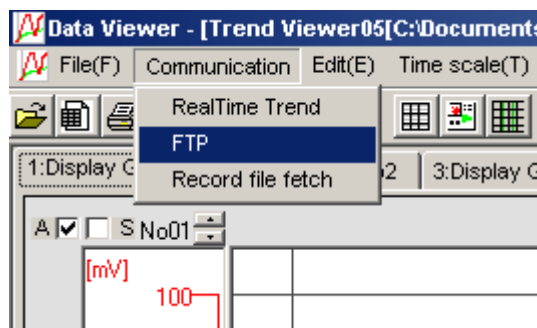 Data Viewer - [Trend Viewer05[C:\Documents
File(F) Communication Edit(E) Time scale(T)
RealTime Trend
FTP
Record file fetch
1:Display G 2 3:Display G
A S No01
[mV]
100